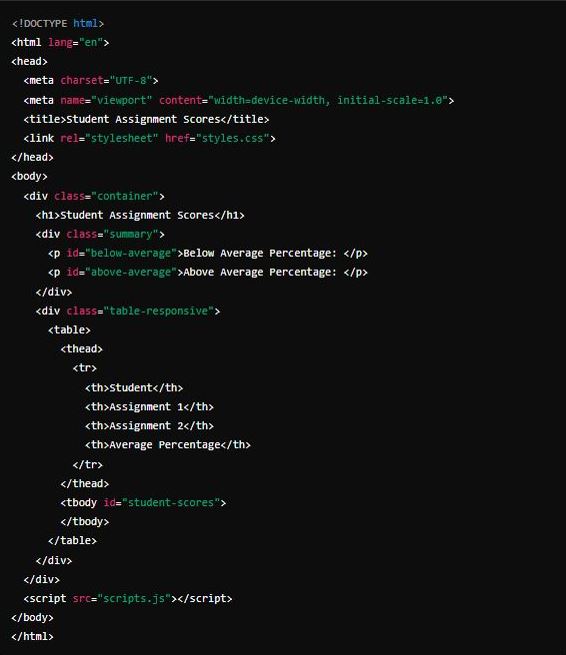 <!DOCTYPE html>
<html lang="en">
<head>
  <meta charset="UTF-8">
  <meta name="viewport" content="width=device-width, initial-scale=1.0">
  <title>Student Assignment Scores</title>
  <link rel="stylesheet" href="styles.css">
</head>
<body>
  <div class="container">
    <h1>Student Assignment Scores</h1>
    <div class="summary">
      <p id="below-average">Below Average Percentage: </p>
      <p id="above-average">Above Average Percentage: </p>
    </div>
    <div class="table-responsive">
      <table>
        <thead>
          <tr>
            <th>Student</th>
            <th>Assignment 1</th>
            <th>Assignment 2</th>
            <th>Average Percentage</th>
          </tr>
        </thead>
        <tbody id="student-scores">
        </tbody>
      </table>
    </div>
  </div>
  <script src="scripts.js"></script>
</body>
</html>